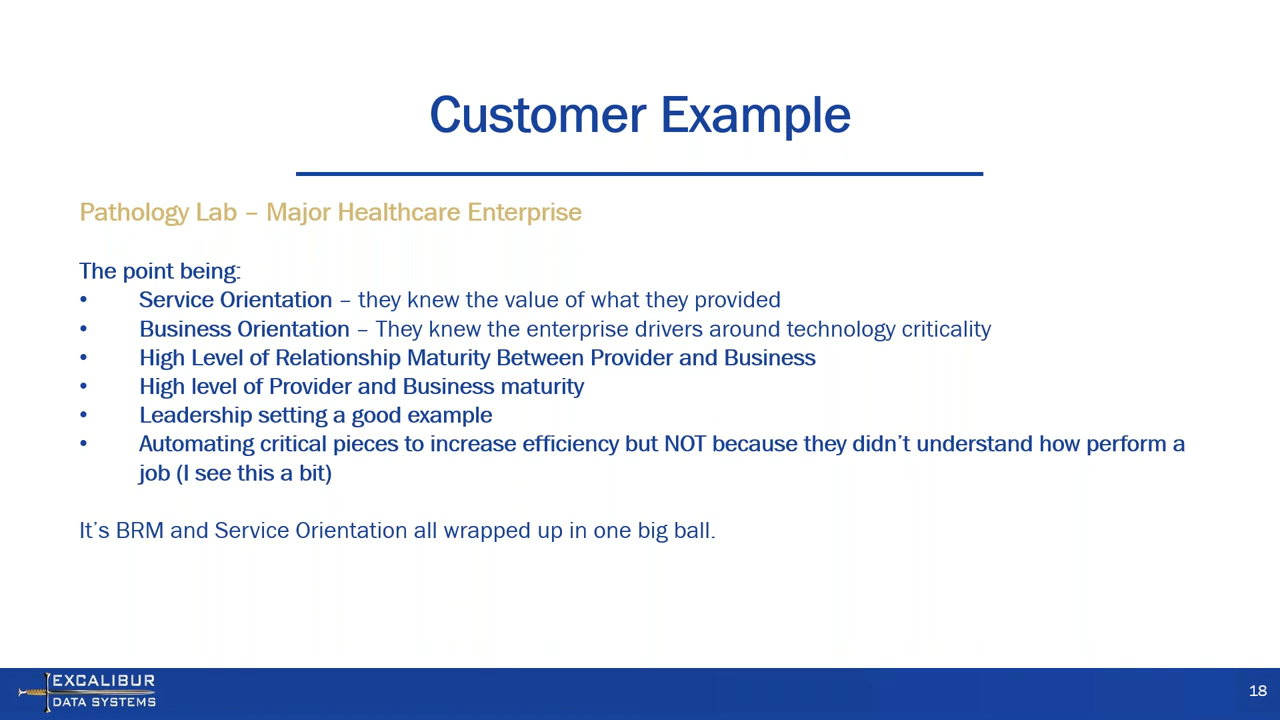 Customer Example
Pathology Lab – Major Healthcare Enterprise
The point being:
• Service Orientation – they knew the value of what they provided
• Business Orientation – They knew the enterprise drivers around technology criticality
• High Level of Relationship Maturity Between Provider and Business
• High level of Provider and Business maturity
• Leadership setting a good example
• Automating critical pieces to increase efficiency but NOT because they didn’t understand how perform a
job (I see this a bit)
It’s BRM and Service Orientation all wrapped up in one big ball.
EXCALIBUR
DATA SYSTEMS
18